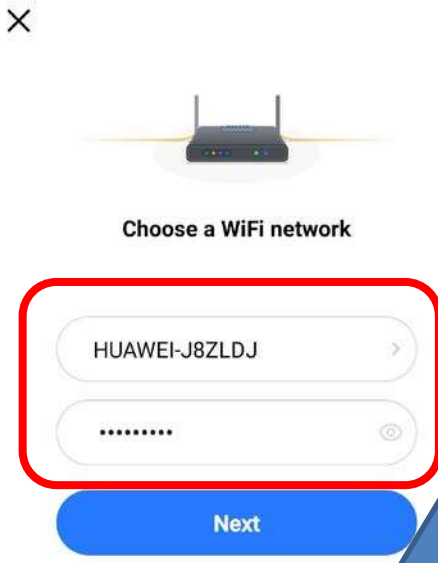 Choose a WiFi network
HUAWEI-J8ZLDJ
•••••••••
Next